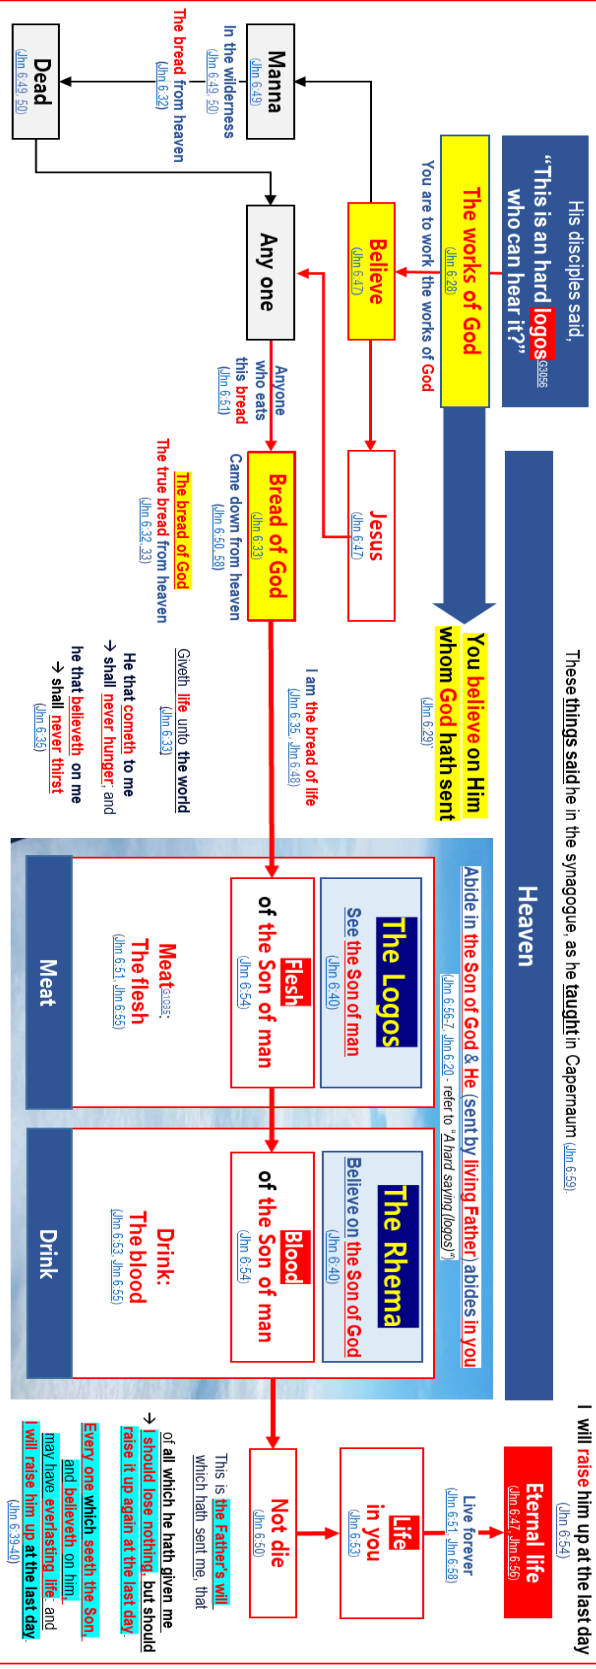 These things said he in the synagogue, as he taught in Capernaum (Jhn 6:59).
I will raise him up at the last day
(Jhn 6:54)
His disciples said,
“This is an hard logosG3056
who can hear it?”
Heaven
Eternal life
(Jhn 6:47, Jhn 6:56)
The works of God
(Jhn 6:28)
You are to work the works of God
You believe on Him
whom God hath sent
(Jhn 6:29)
Abide in the Son of God & He (sent by living Father) abides in you
(Jhn 6:56-7, Jhn 6:20 - refer to “A hard saying (logos)”)
Live forever
(Jhn 6:51, Jhn 6:58)
Believe
(Jhn 6:47)
Jesus
(Jhn 6:47)
The Logos
See the Son of man
(Jhn 6:40)
The Rhema
Believe on the Son of God
(Jhn 6:40)
Life
in you
(Jhn 6:53)
Manna
(Jhn 6:49)
In the wilderness
(Jhn 6:49, 50)
The bread from heaven
(Jhn 6:32)
Dead
(Jhn 6:49, 50)
Any one
Anyone
who eats
this bread
(Jhn 6:51)
Bread of God
(Jhn 6:33)
Came down from heaven
(Jhn 6:50, 58)
The bread of God
The true bread from heaven
(Jhn 6:32, 33)
I am the bread of life
(Jhn 6:35, Jhn 6:48)
Giveth life unto the world
(Jhn 6:33)
He that cometh to me
→ shall never hunger; and
he that believeth on me
→ shall never thirst
(Jhn 6:35)
Flesh
of the Son of man
(Jhn 6:54)
Meat G1035:
The flesh
(Jhn 6:51, Jhn 6:55)
Meat
Blood
of the Son of man
(Jhn 6:54)
Drink:
The blood
(Jhn 6:53, Jhn 6:55)
Drink
Not die
(Jhn 6:50)
This is the Father's will
which hath sent me, that
of all which he hath given me
→ I should lose nothing, but should
raise it up again at the last day.
Every one which seeth the Son,
and believeth on him,
may have everlasting life: and
I will raise him up at the last day.
(Jhn 6:39-40)